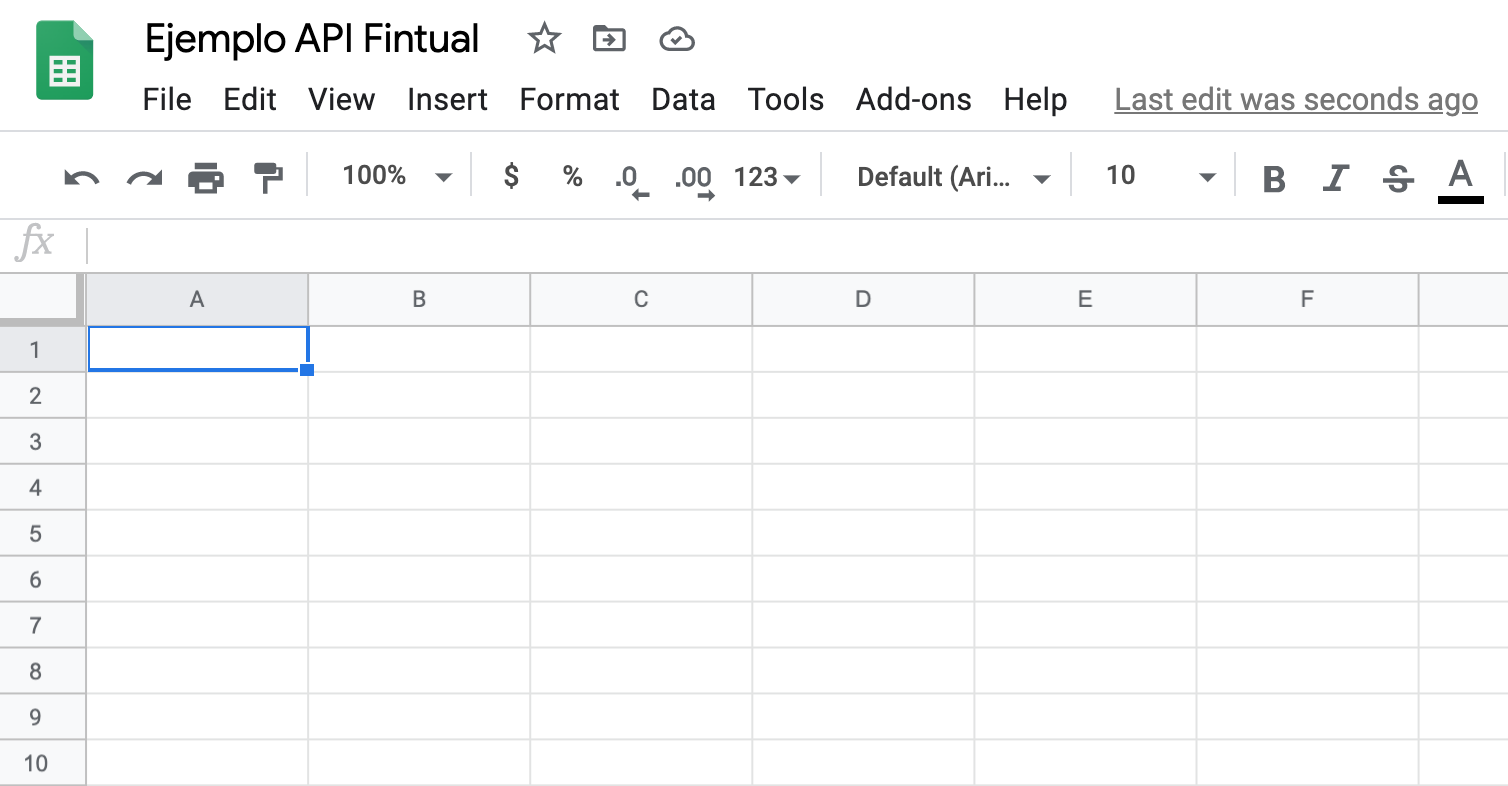 Ejemplo API Fintual
File Edit View Insert Format Data Tools Add-ons Help Last edit was seconds ago
100% $ % .0 .00 123 Default (Ari... 10 B I S A
fx
A B C D E F
1
2
3
4
5
6
7
8
9
10